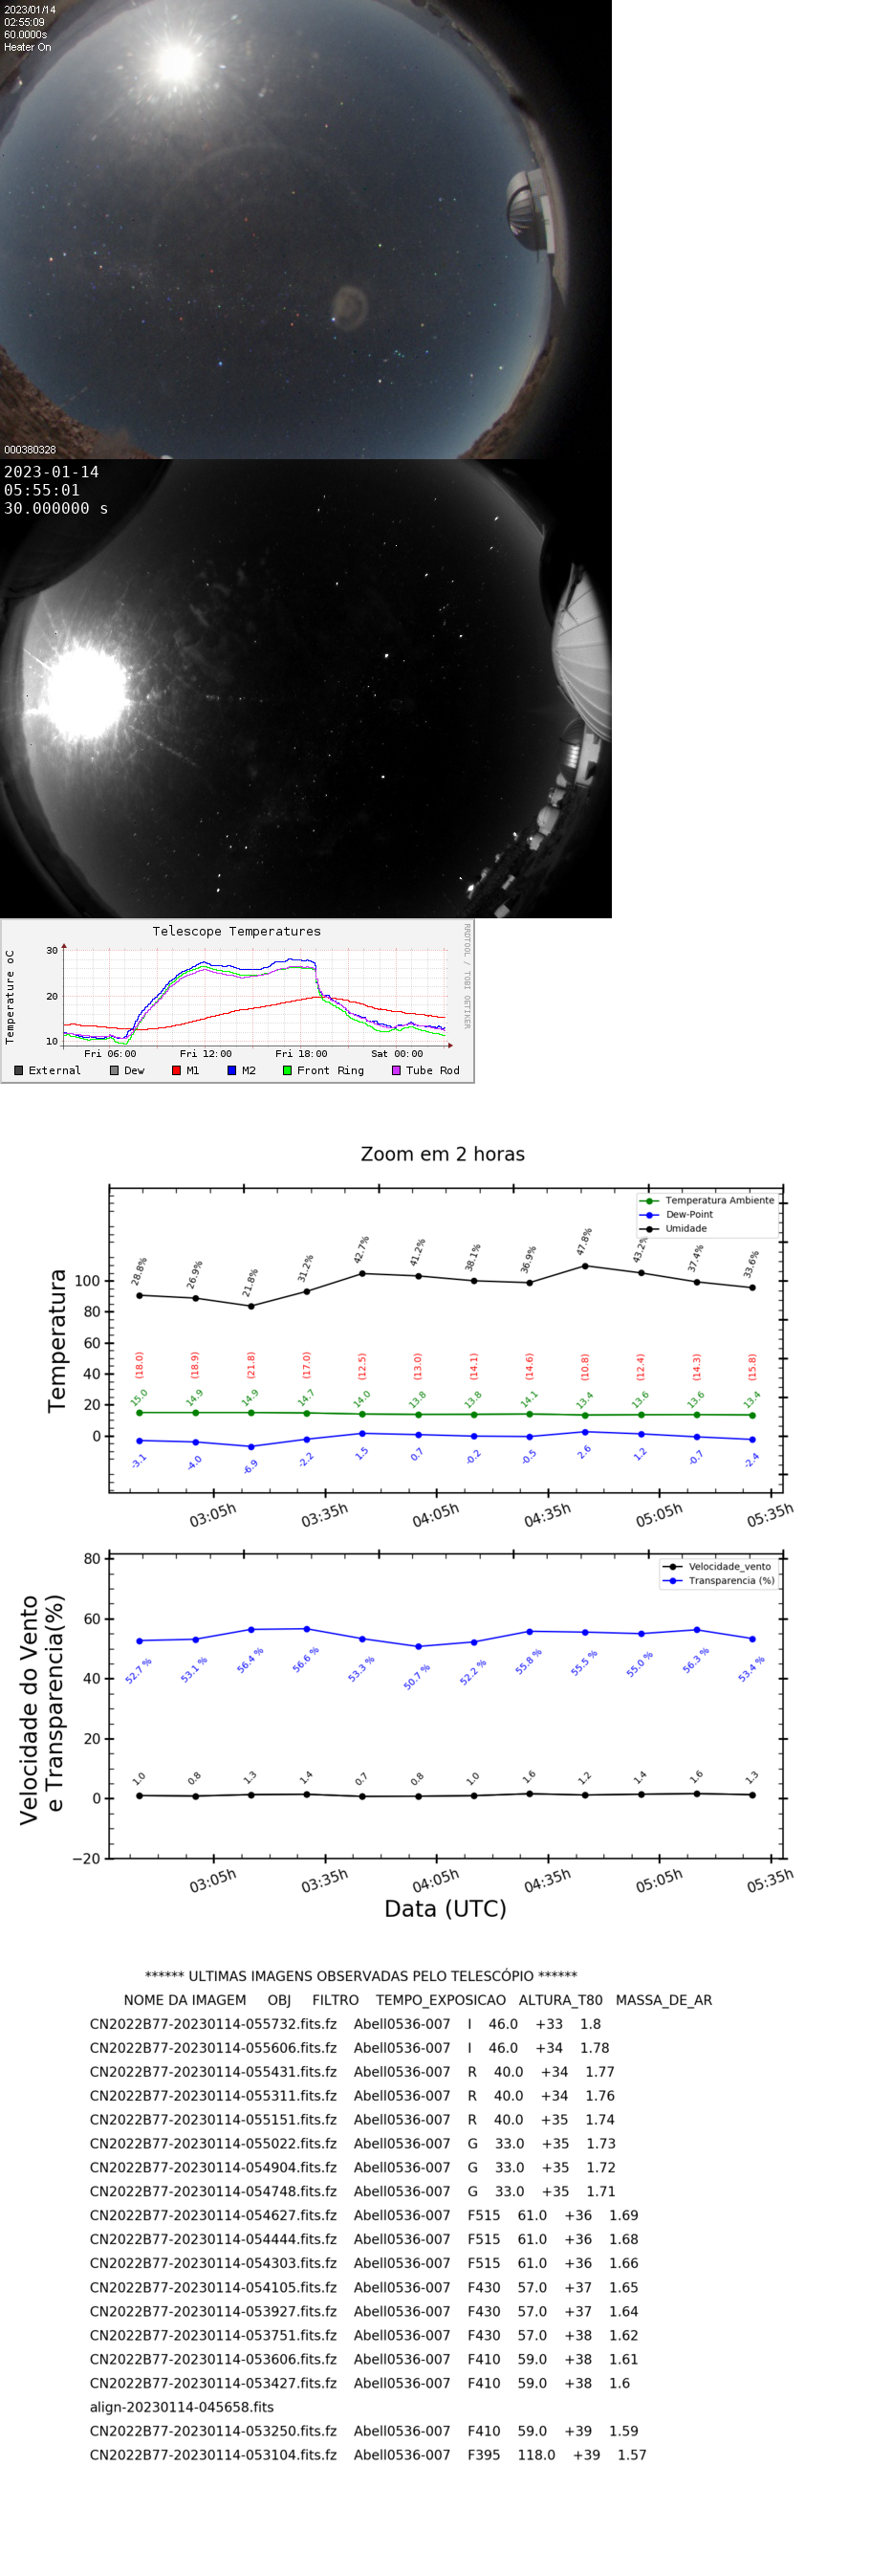 2023/01/14
02:55:09
60.0000s
Heater On
000380328
2023-01-14
05:55:01
30.000000 s
Telescope Temperatures
RRDTOOL / TOBI OETIKER
Temperature oC
30
20
10
Fri 06:00 Fri 12:00 Fri 18:00 Sat 00:00
External Dew M1 M2 Front Ring Tube Rod
Zoom em 2 horas
Temperatura Ambiente
Dew-Point
Umidade
Temperatura
100
80
60
40
20
0
28.8% 26.9% 21.8% 31.2% 42.7% 41.2% 38.1% 36.9% 47.8% 43.2% 37.4% 33.6%
(18.0) (18.9) (21.8) (17.0) (12.5) (13.0) (14.1) (14.6) (10.8) (12.4) (14.3) (15.8)
15.0 14.9 14.9 14.7 14.0 13.8 13.8 14.1 13.4 13.6 13.6 13.4
-3.1 -4.0 -6.9 -2.2 1.5 0.7 -0.2 -0.5 2.6 1.2 -0.7 -2.4
03:05h 03:35h 04:05h 04:35h 05:05h 05:35h
Velocidade_vento
Transparencia (%)
Velocidade do Vento
e Transparencia(%)
80
60
40
20
0
−20
52.7 % 53.1 % 56.4 % 56.6 % 53.3 % 50.7 % 52.2 % 55.8 % 55.5 % 55.0 % 56.3 % 53.4 %
1.0 0.8 1.3 1.4 0.7 0.8 1.0 1.6 1.2 1.4 1.6 1.3
03:05h 03:35h 04:05h 04:35h 05:05h 05:35h
Data (UTC)
****** ULTIMAS IMAGENS OBSERVADAS PELO TELESCÓPIO ******
NOME DA IMAGEM OBJ FILTRO TEMPO_EXPOSICAO ALTURA_T80 MASSA_DE_AR
CN2022B77-20230114-055732.fits.fz Abell0536-007 I 46.0 +33 1.8
CN2022B77-20230114-055606.fits.fz Abell0536-007 I 46.0 +34 1.78
CN2022B77-20230114-055431.fits.fz Abell0536-007 R 40.0 +34 1.77
CN2022B77-20230114-055311.fits.fz Abell0536-007 R 40.0 +34 1.76
CN2022B77-20230114-055151.fits.fz Abell0536-007 R 40.0 +35 1.74
CN2022B77-20230114-055022.fits.fz Abell0536-007 G 33.0 +35 1.73
CN2022B77-20230114-054904.fits.fz Abell0536-007 G 33.0 +35 1.72
CN2022B77-20230114-054748.fits.fz Abell0536-007 G 33.0 +35 1.71
CN2022B77-20230114-054627.fits.fz Abell0536-007 F515 61.0 +36 1.69
CN2022B77-20230114-054444.fits.fz Abell0536-007 F515 61.0 +36 1.68
CN2022B77-20230114-054303.fits.fz Abell0536-007 F515 61.0 +36 1.66
CN2022B77-20230114-054105.fits.fz Abell0536-007 F430 57.0 +37 1.65
CN2022B77-20230114-053927.fits.fz Abell0536-007 F430 57.0 +37 1.64
CN2022B77-20230114-053751.fits.fz Abell0536-007 F430 57.0 +38 1.62
CN2022B77-20230114-053606.fits.fz Abell0536-007 F410 59.0 +38 1.61
CN2022B77-20230114-053427.fits.fz Abell0536-007 F410 59.0 +38 1.6
align-20230114-045658.fits
CN2022B77-20230114-053250.fits.fz Abell0536-007 F410 59.0 +39 1.59
CN2022B77-20230114-053104.fits.fz Abell0536-007 F395 118.0 +39 1.57